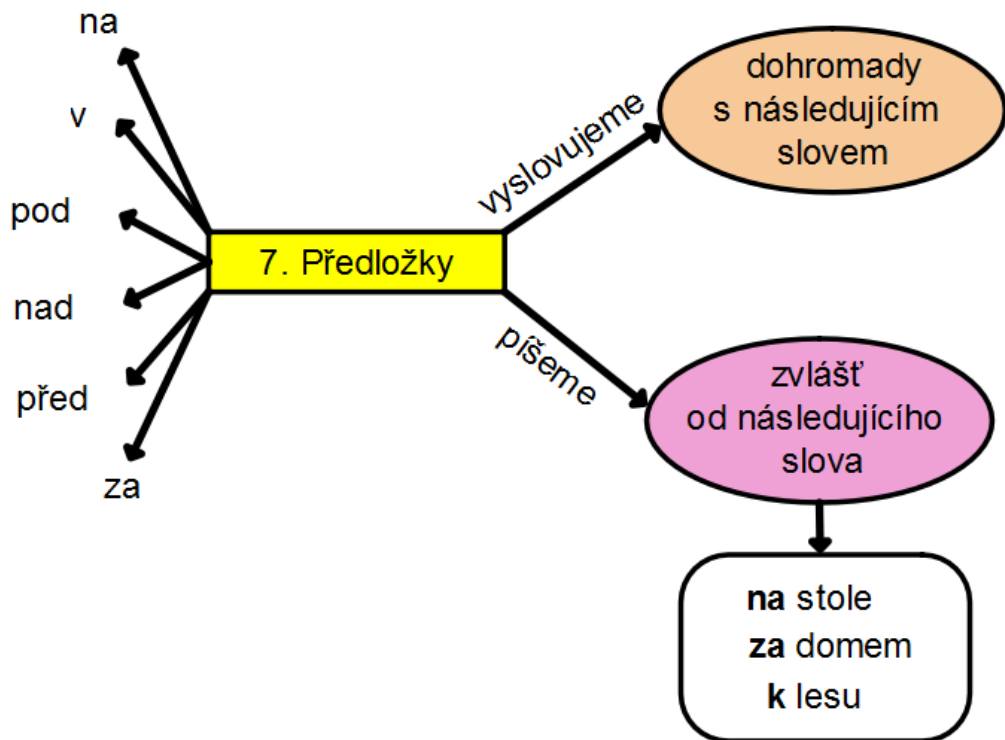 na
v
pod
nad
před
za
7. Předložky
vyslovujeme
dohromady
s následujícím
slovem
píšeme
zvlášť
od následujícího
slova
na stole
za domem
k lesu